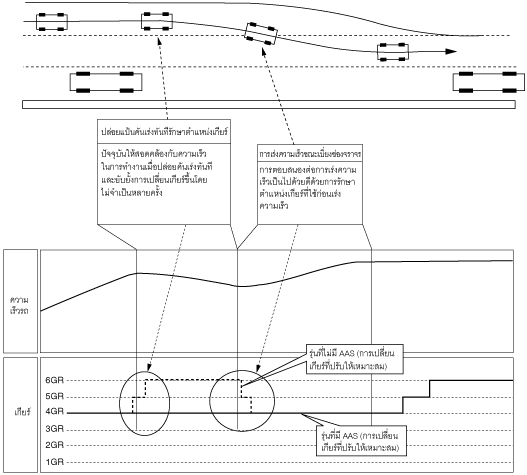 ปล่อยแป้นคันเร่งทันทีรักษาตำแหน่งเกียร์
ปัจจุบันให้สอดคล้องกับความเร็ว
ในการทำงานเมื่อปล่อยคันเร่งทันที
และยับยั้งการเปลี่ยนเกียร์ขึ้นโดย
ไม่จำเป็นหลายครั้ง
การเร่งความเร็วขณะเบี่ยงช่องจราจร
การตอบสนองต่อการเร่งความ
เร็วเป็นไปด้วยดีด้วยการรักษา
ตำแหน่งเกียร์ที่ใช้ก่อนเร่ง
ความเร็ว
ความ
เร็วรถ
รุ่นที่ไม่มี AAS (การเปลี่ยน
เกียร์ที่ปรับให้เหมาะสม)
เกียร์
6GR
5GR
4GR
3GR
2GR
1GR
รุ่นที่มี AAS (การเปลี่ยน
เกียร์ที่ปรับให้เหมาะสม)